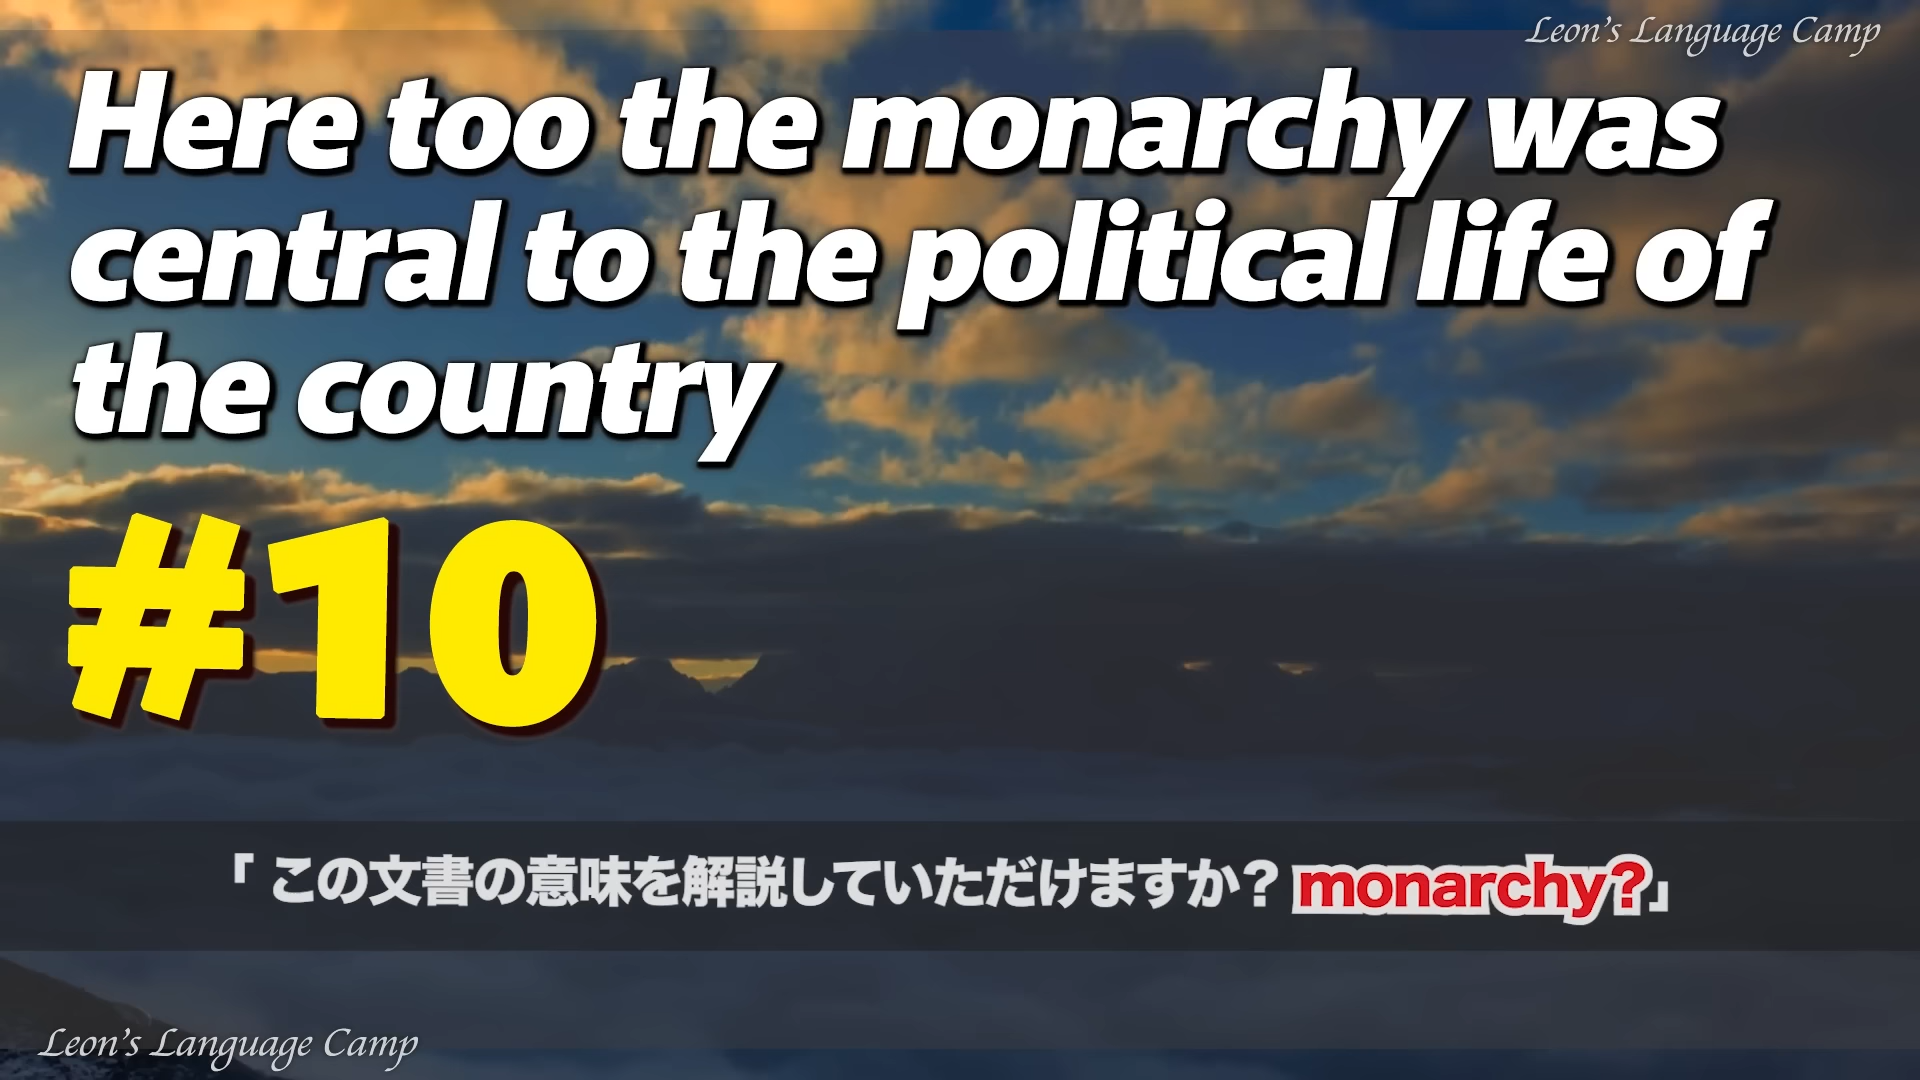 Leon's Language Camp
Here too the monarchy was
central to the political life of
the country
#10
「この文書の意味を解説していただけますか？monarchy?」
Leon's Language Camp